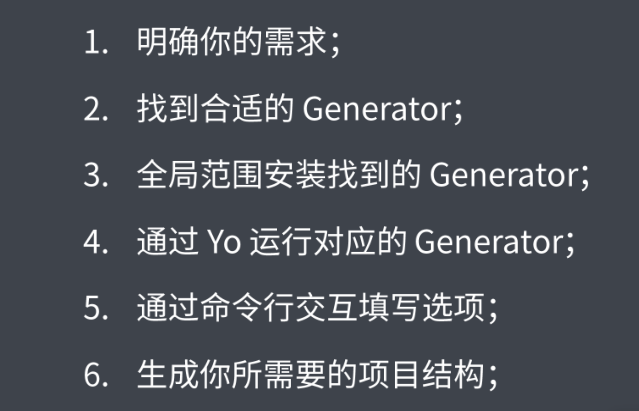 1. 明确你的需求；
2. 找到合适的 Generator；
3. 全局范围安装找到的 Generator；
4. 通过 Yo 运行对应的 Generator；
5. 通过命令行交互填写选项；
6. 生成你所需要的项目结构；